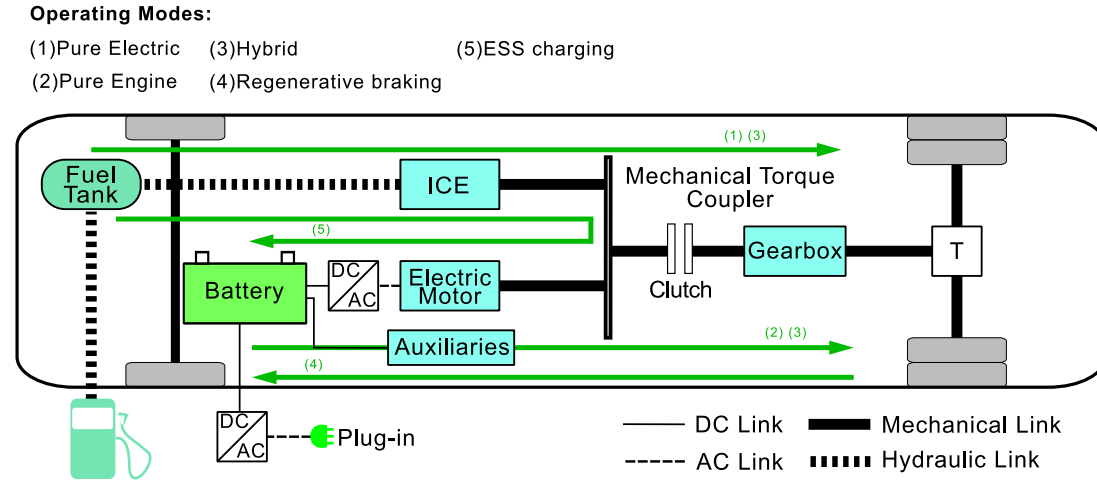 Operating Modes:
(1)Pure Electric (3)Hybrid (5)ESS charging
(2)Pure Engine (4)Regenerative braking
(1) (3)
Fuel
Tank
ICE
Mechanical Torque
Coupler
(5)
Battery
DC
AC
Electric
Motor
Clutch
Gearbox
T
Auxiliaries
(2) (3)
(4)
DC
AC
Plug-in
DC Link
Mechanical Link
AC Link
Hydraulic Link